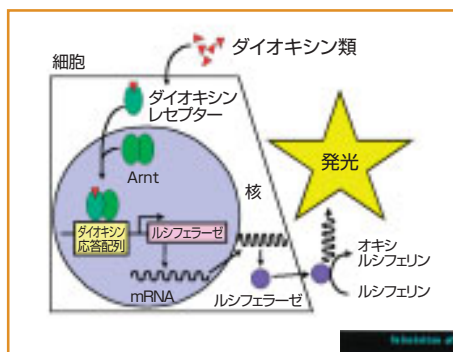 ダイオキシン類
細胞
ダイオキシン
レセプター
Arnt
核
発光
ダイオキシン
応答配列
ルシフェラーゼ
mRNA
ルシフェラーゼ
オキシ
ルシフェリン
ルシフェリン